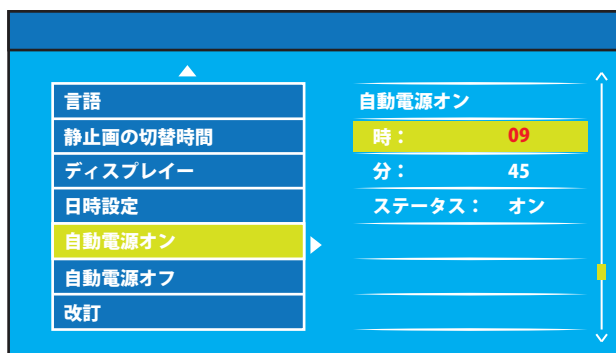 言語
静止画の切替時間
ディスプレイー
日時設定
自動電源オン
自動電源オフ
改訂
自動電源オン
時： 09
分： 45
ステータス： オン